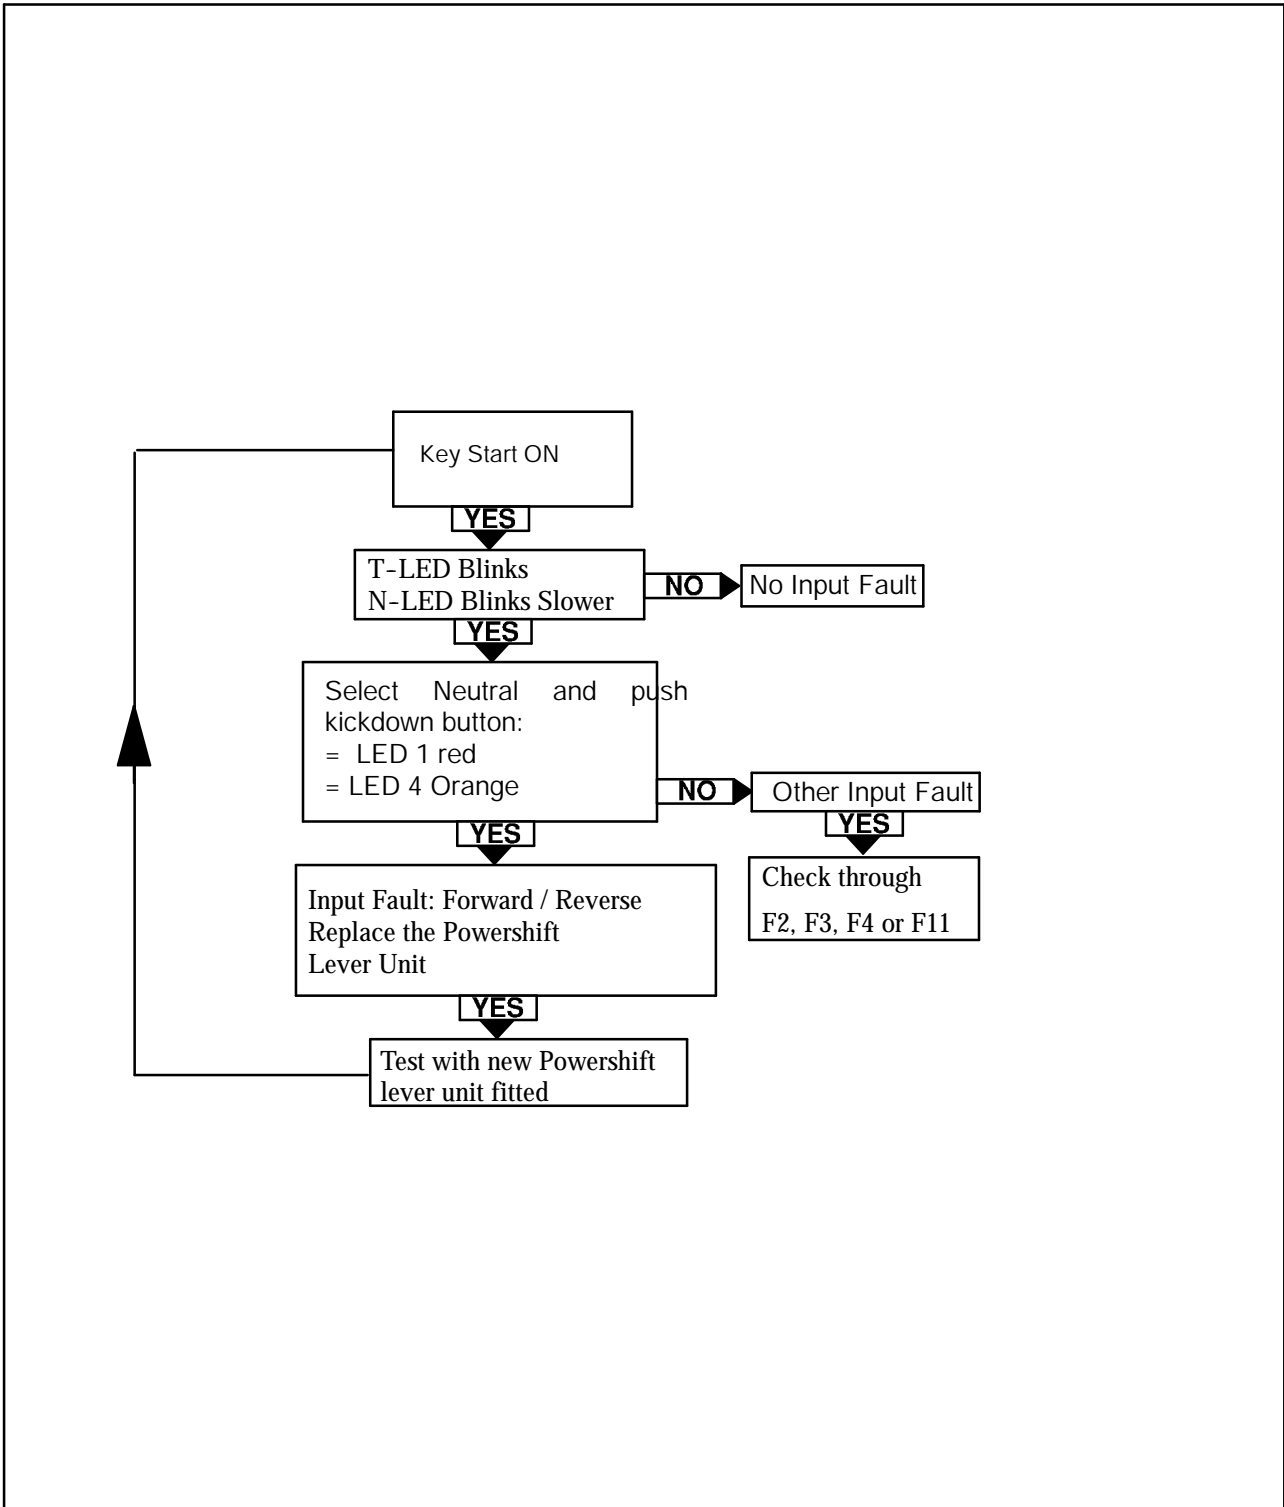 Key Start ON
YES
T-LED Blinks
N-LED Blinks Slower
NO
No Input Fault
YES
Select Neutral and push
kickdown button:
= LED 1 red
= LED 4 Orange
NO
Other Input Fault
YES
Check through
F2, F3, F4 or F11
YES
Input Fault: Forward / Reverse
Replace the Powershift
Lever Unit
YES
Test with new Powershift
lever unit fitted